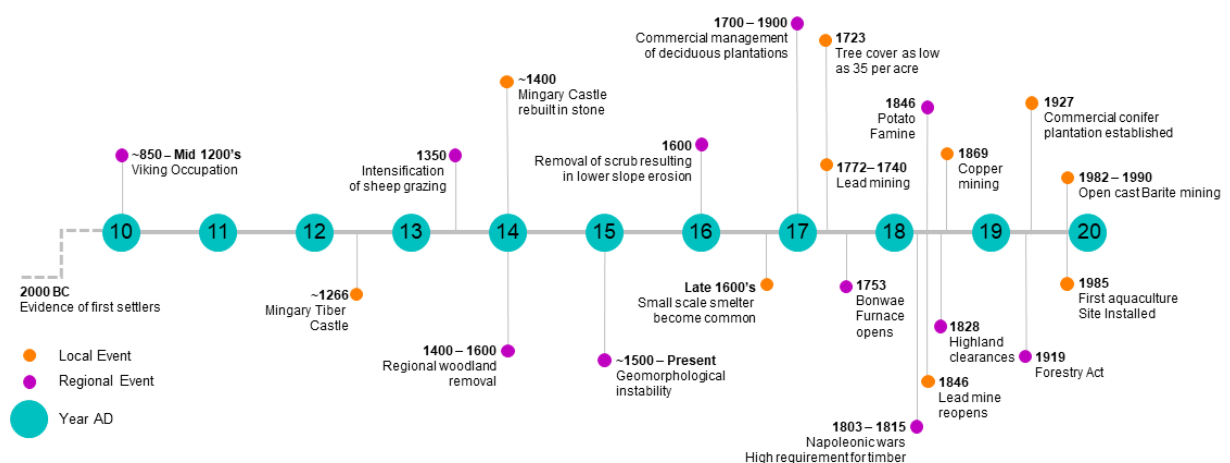 1700 – 1900
Commercial management
of deciduous plantations
1723
Tree cover as low
as 35 per acre
~1400
Mingary Castle
rebuilt in stone
1846
Potato
Famine
1927
Commercial conifer
plantation established
~850 – Mid 1200's
Viking Occupation
1350
Intensification
of sheep grazing
1600
Removal of scrub resulting
in lower slope erosion
1772 – 1740
Lead mining
1869
Copper
mining
1982 – 1990
Open cast Barite mining
10
11
12
13
14
15
16
17
18
19
20
2000 BC
Evidence of first settlers
~1266
Mingary Tiber
Castle
Late 1600's
Small scale smelter
become common
1753
Bonwae
Furnace
opens
1985
First aquaculture
Site Installed
1400 – 1600
Regional woodland
removal
~1500 – Present
Geomorphological
instability
1828
Highland
clearances
1919
Forestry Act
1846
Lead mine
reopens
1803 – 1815
Napoleonic wars
High requirement for timber
Local Event
Regional Event
Year AD